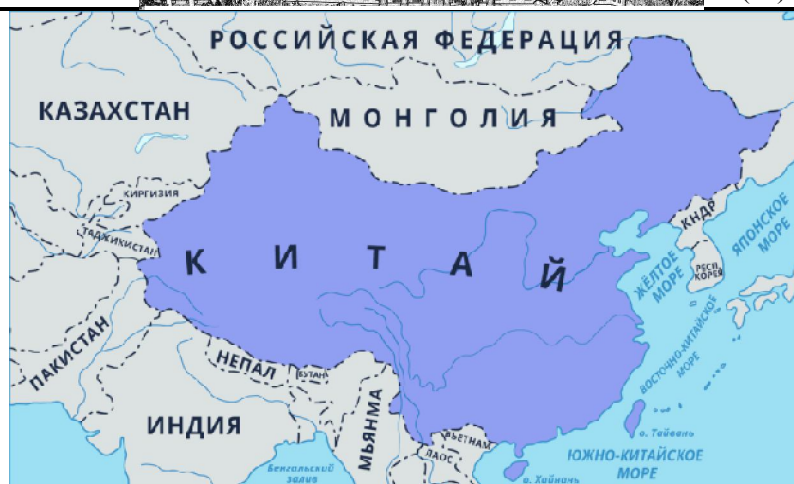 РОССИЙСКАЯ ФЕДЕРАЦИЯ
КАЗАХСТАН
МОНГОЛИЯ
КИРГИЗИЯ
ТАДЖИКИСТАН
КИТАЙ
КНДР
РЕСП.
КОРЕЯ
ЯПОНСКОЕ
МОРЕ
ЖЁЛТОЕ
МОРЕ
ВОСТОЧНО-КИТАЙСКОЕ
МОРЕ
ПАКИСТАН
НЕПАЛ
БУТАН
ИНДИЯ
МЬЯНМА
ВЬЕТНАМ
ЛАОС
о. Тайвань
ЮЖНО-КИТАЙСКОЕ
МОРЕ
Бенгальский
залив
о. Хайнань